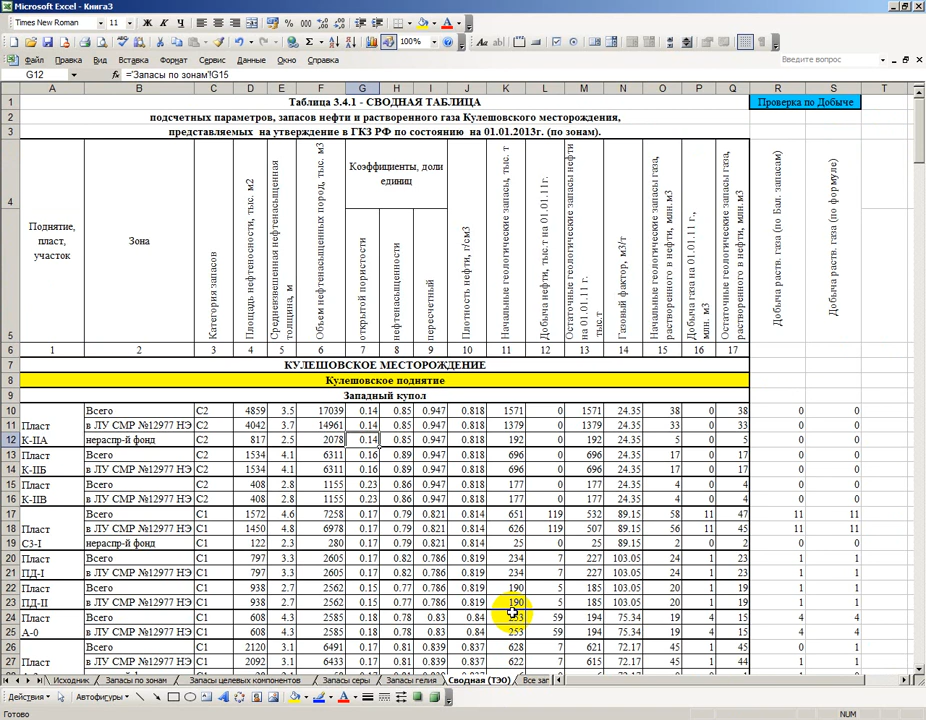 Microsoft Excel - Книга3
Times New Roman 11 Ж К Ч
100%
Файл Правка Вид Вставка Формат Сервис Данные Окно Справка Введите вопрос
G12 ='Запасы по зонам'!G15
A B C D E F G H I J K L M N O P Q R S T
1 Таблица 3.4.1 - СВОДНАЯ ТАБЛИЦА Проверка по Добыче
2 подсчетных параметров, запасов нефти и растворенного газа Кулешовского месторождения,
3 представляемых на утверждение в ГКЗ РФ по состоянию на 01.01.2013г. (по зонам).
4
5
Поднятие, пласт, участок
Зона
Категория запасов
Площадь нефтеносности, тыс. м2
Средневзвешенная нефтенасыщенная толщина, м
Объем нефтенасыщенных пород, тыс. м3
Коэффициенты, доли единиц
открытой пористости
нефтенасыщенности
пересчетный
Плотность нефти, г/см3
Начальные геологические запасы, тыс. т
Добыча нефти, тыс.т на 01.01.11г.
Остаточные геологические запасы нефти на 01.01.11 г. тыс.т
Газовый фактор, м3/т
Начальные геологические запасы газа, растворенного в нефти, млн.м3
Добыча газа на 01.01.11 г., млн. м3
Остаточные геологические запасы газа, растворенного в нефти, млн.м3
Добыча раств. газа (по Бал. запасам)
Добыча раств. газа (по формуле)
6 1 2 3 4 5 6 7 8 9 10 11 12 13 14 15 16 17
7 КУЛЕШОВСКОЕ МЕСТОРОЖДЕНИЕ
8 Кулешовское поднятие
9 Западный купол
10 Всего C2 4859 3.5 17039 0.14 0.85 0.947 0.818 1571 0 1571 24.35 38 0 38 0 0
11 Пласт в ЛУ СМР №12977 НЭ C2 4042 3.7 14961 0.14 0.85 0.947 0.818 1379 0 1379 24.35 33 0 33 0 0
12 К-IIА нераспр-й фонд C2 817 2.5 2078 0.14 0.85 0.947 0.818 192 0 192 24.35 5 0 5 0 0
13 Пласт Всего C2 1534 4.1 6311 0.16 0.89 0.947 0.818 696 0 696 24.35 17 0 17 0 0
14 К-IIБ в ЛУ СМР №12977 НЭ C2 1534 4.1 6311 0.16 0.89 0.947 0.818 696 0 696 24.35 17 0 17 0 0
15 Пласт Всего C2 408 2.8 1155 0.23 0.86 0.947 0.818 177 0 177 24.35 4 0 4 0 0
16 К-IIВ в ЛУ СМР №12977 НЭ C2 408 2.8 1155 0.23 0.86 0.947 0.818 177 0 177 24.35 4 0 4 0 0
17 Всего C1 1572 4.6 7258 0.17 0.79 0.821 0.814 651 119 532 89.15 58 11 47 11 11
18 Пласт в ЛУ СМР №12977 НЭ C1 1450 4.8 6978 0.17 0.79 0.821 0.814 626 119 507 89.15 56 11 45 11 11
19 С3-I нераспр-й фонд C1 122 2.3 280 0.17 0.79 0.821 0.814 25 0 25 89.15 2 0 2 0 0
20 Пласт Всего C1 797 3.3 2605 0.17 0.82 0.786 0.819 234 7 227 103.05 24 1 23 1 1
21 ПД-I в ЛУ СМР №12977 НЭ C1 797 3.3 2605 0.17 0.82 0.786 0.819 234 7 227 103.05 24 1 23 1 1
22 Пласт Всего C1 938 2.7 2562 0.15 0.77 0.786 0.819 190 5 185 103.05 20 1 19 1 1
23 ПД-II в ЛУ СМР №12977 НЭ C1 938 2.7 2562 0.15 0.77 0.786 0.819 190 5 185 103.05 20 1 19 1 1
24 Пласт Всего C1 608 4.3 2585 0.18 0.78 0.83 0.84 253 59 194 75.34 19 4 15 4 4
25 А-0 в ЛУ СМР №12977 НЭ C1 608 4.3 2585 0.18 0.78 0.83 0.84 253 59 194 75.34 19 4 15 4 4
26 Всего C1 2120 3.1 6491 0.17 0.81 0.839 0.837 628 7 621 72.17 45 1 45 0 1
27 Пласт в ЛУ СМР №12977 НЭ C1 2092 3.1 6433 0.17 0.81 0.839 0.837 622 7 615 72.17 45 1 44 1 1
Исходник Запасы по зонам Запасы целевых компонентов Запасы серы Запасы гелия Сводная (ТЭО) Все зап
Действия Автофигуры
Готово NUM